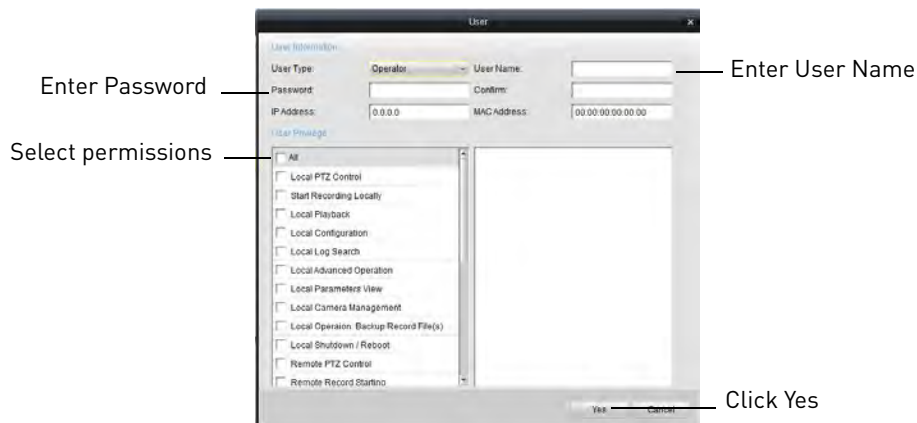 User
User Information
User Type: Operator User Name:
Enter User Name
Enter Password
Password: Confirm:
IP Address: 0.0.0.0 MAC Address: 00:00:00:00:00:00
User Privilege
Select permissions
All
Local PTZ Control
Start Recording Locally
Local Playback
Local Configuration
Local Log Search
Local Advanced Operation
Local Parameters View
Local Camera Management
Local Operaion: Backup Record File(s)
Local Shutdown / Reboot
Remote PTZ Control
Remote Record Starting
Yes Cancel
Click Yes